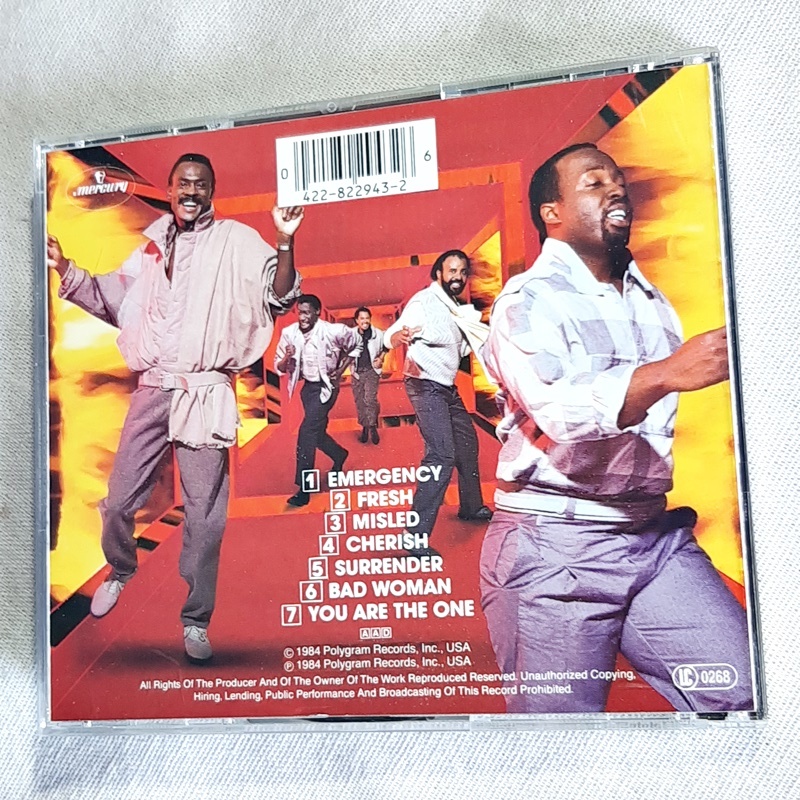 mercury
0
6
422-822943-2
1 EMERGENCY
2 FRESH
3 MISLED
4 CHERISH
5 SURRENDER
6 BAD WOMAN
7 YOU ARE THE ONE
AAD
© 1984 Polygram Records, Inc., USA
℗ 1984 Polygram Records, Inc., USA
All Rights Of The Producer And Of The Owner Of The Work Reproduced Reserved. Unauthorized Copying,
Hiring, Lending, Public Performance And Broadcasting Of This Record Prohibited.
LC 0268